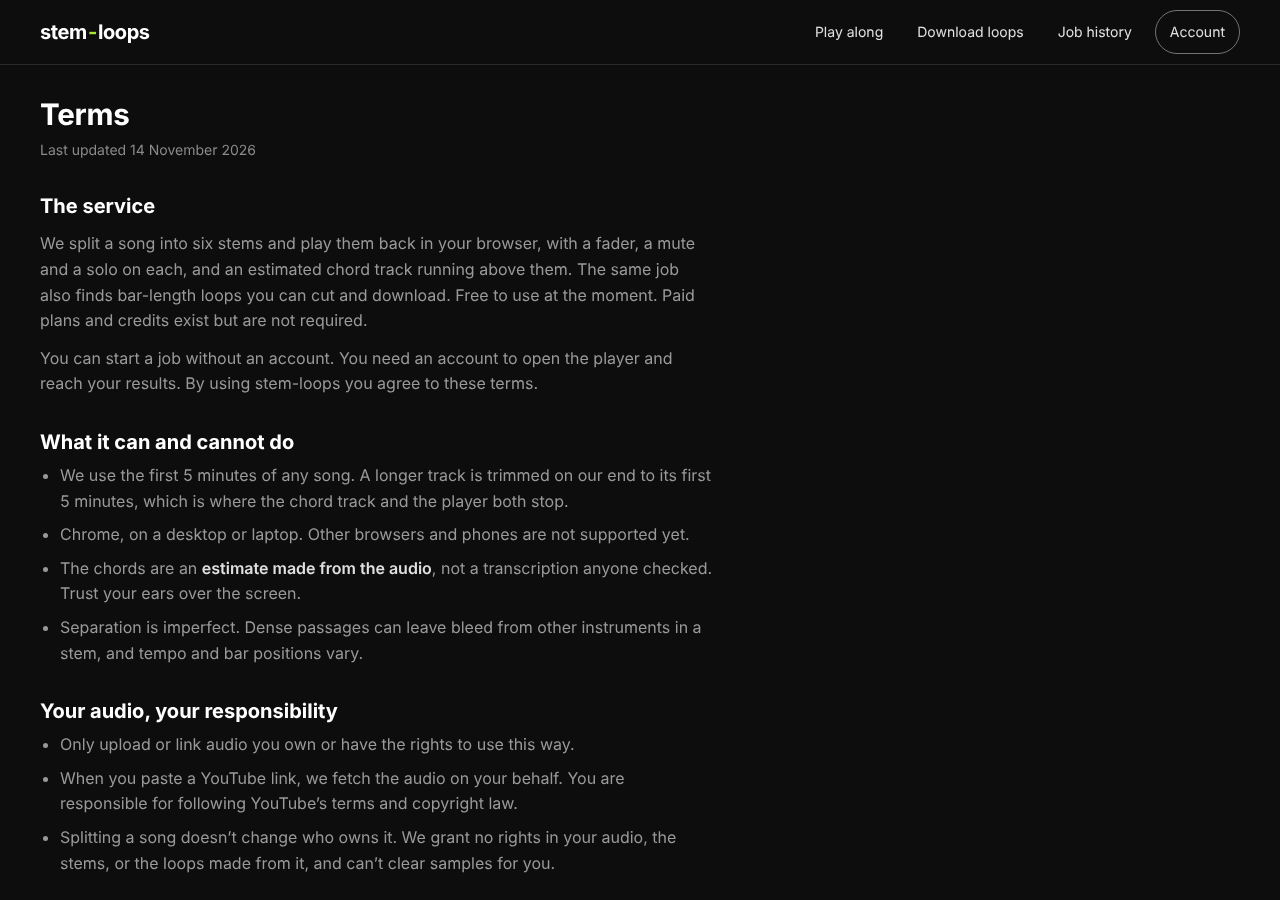 stem-loops
Play along
Download loops
Job history
Account
Terms
Last updated 14 November 2026
The service
We split a song into six stems and play them back in your browser, with a fader, a mute
and a solo on each, and an estimated chord track running above them. The same job
also finds bar-length loops you can cut and download. Free to use at the moment. Paid
plans and credits exist but are not required.
You can start a job without an account. You need an account to open the player and
reach your results. By using stem-loops you agree to these terms.
What it can and cannot do
• We use the first 5 minutes of any song. A longer track is trimmed on our end to its first
5 minutes, which is where the chord track and the player both stop.
• Chrome, on a desktop or laptop. Other browsers and phones are not supported yet.
• The chords are an estimate made from the audio, not a transcription anyone checked.
Trust your ears over the screen.
• Separation is imperfect. Dense passages can leave bleed from other instruments in a
stem, and tempo and bar positions vary.
Your audio, your responsibility
• Only upload or link audio you own or have the rights to use this way.
• When you paste a YouTube link, we fetch the audio on your behalf. You are
responsible for following YouTube’s terms and copyright law.
• Splitting a song doesn’t change who owns it. We grant no rights in your audio, the
stems, or the loops made from it, and can’t clear samples for you.